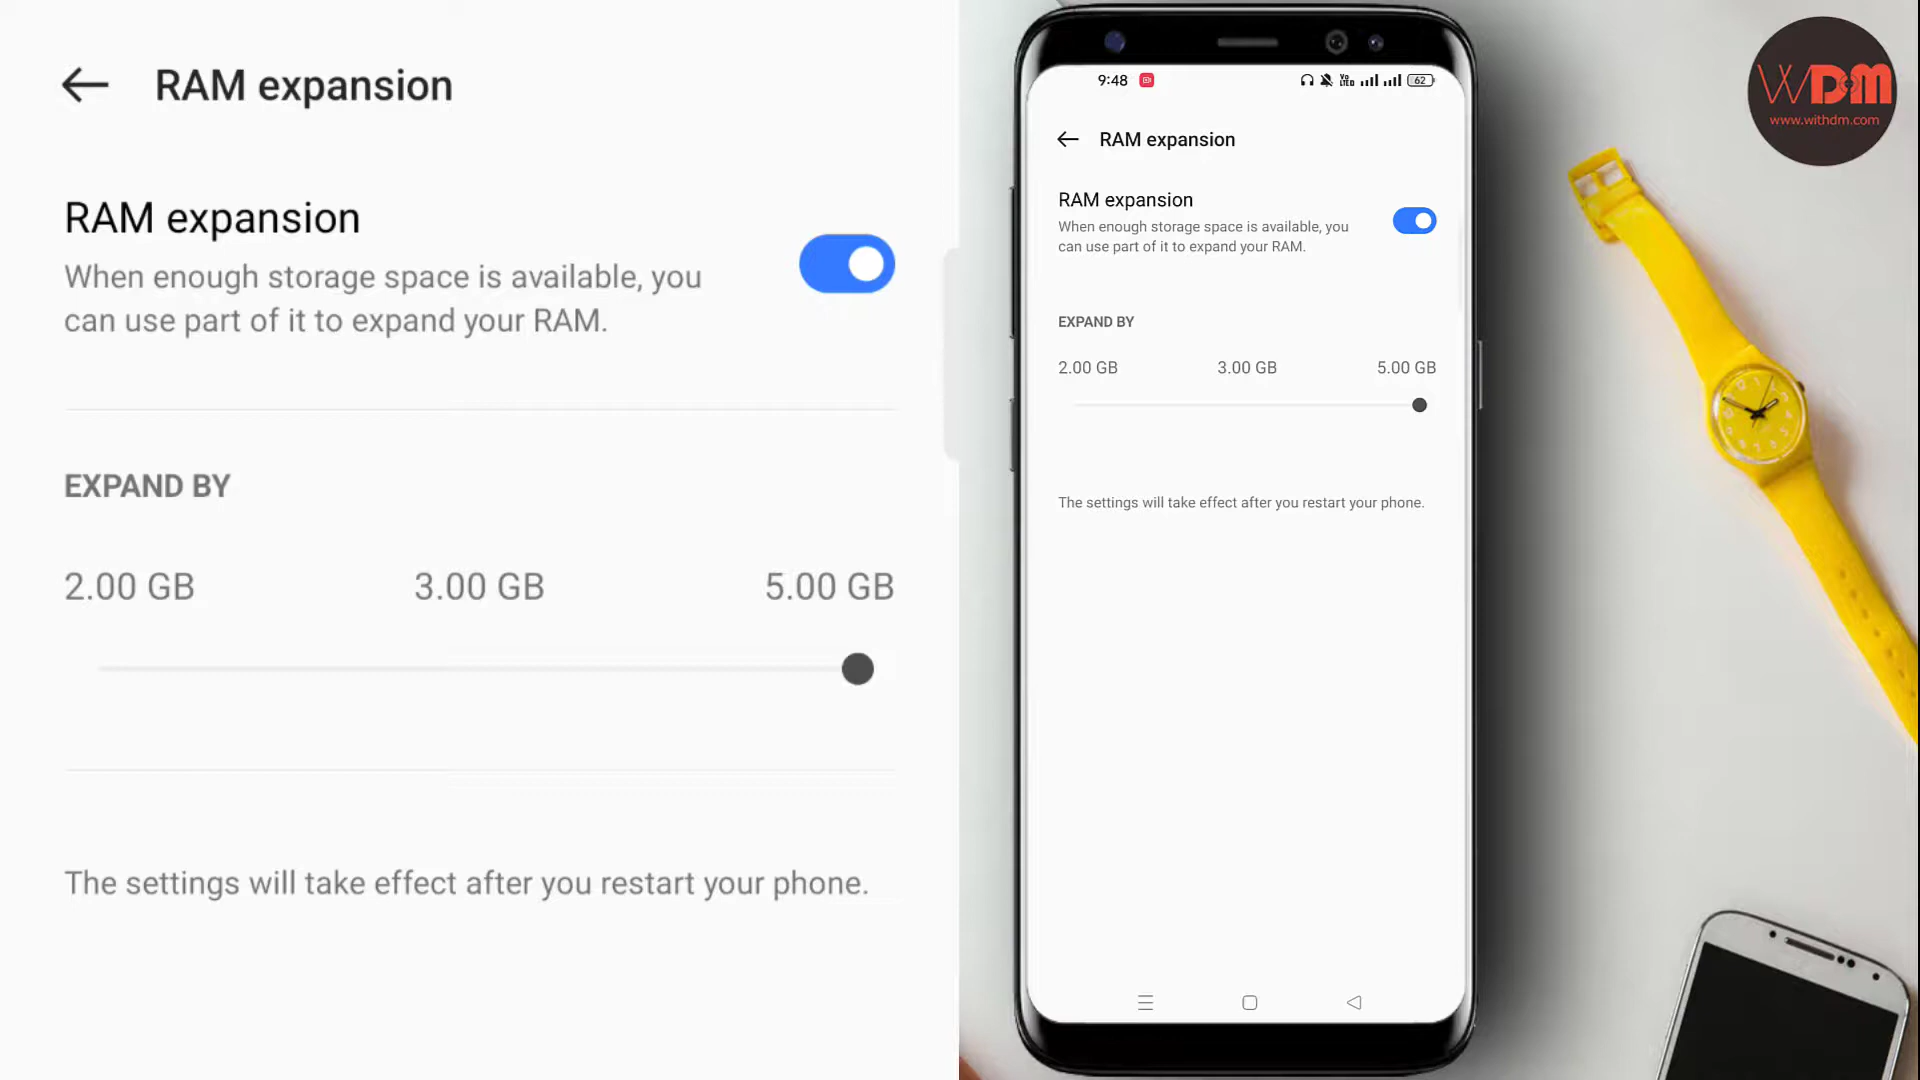 RAM expansion
RAM expansion
When enough storage space is available, you
can use part of it to expand your RAM.
EXPAND BY
2.00 GB 3.00 GB 5.00 GB
The settings will take effect after you restart your phone.
9:48
62
RAM expansion
RAM expansion
When enough storage space is available, you
can use part of it to expand your RAM.
EXPAND BY
2.00 GB 3.00 GB 5.00 GB
The settings will take effect after you restart your phone.
WDM
www.withdm.com